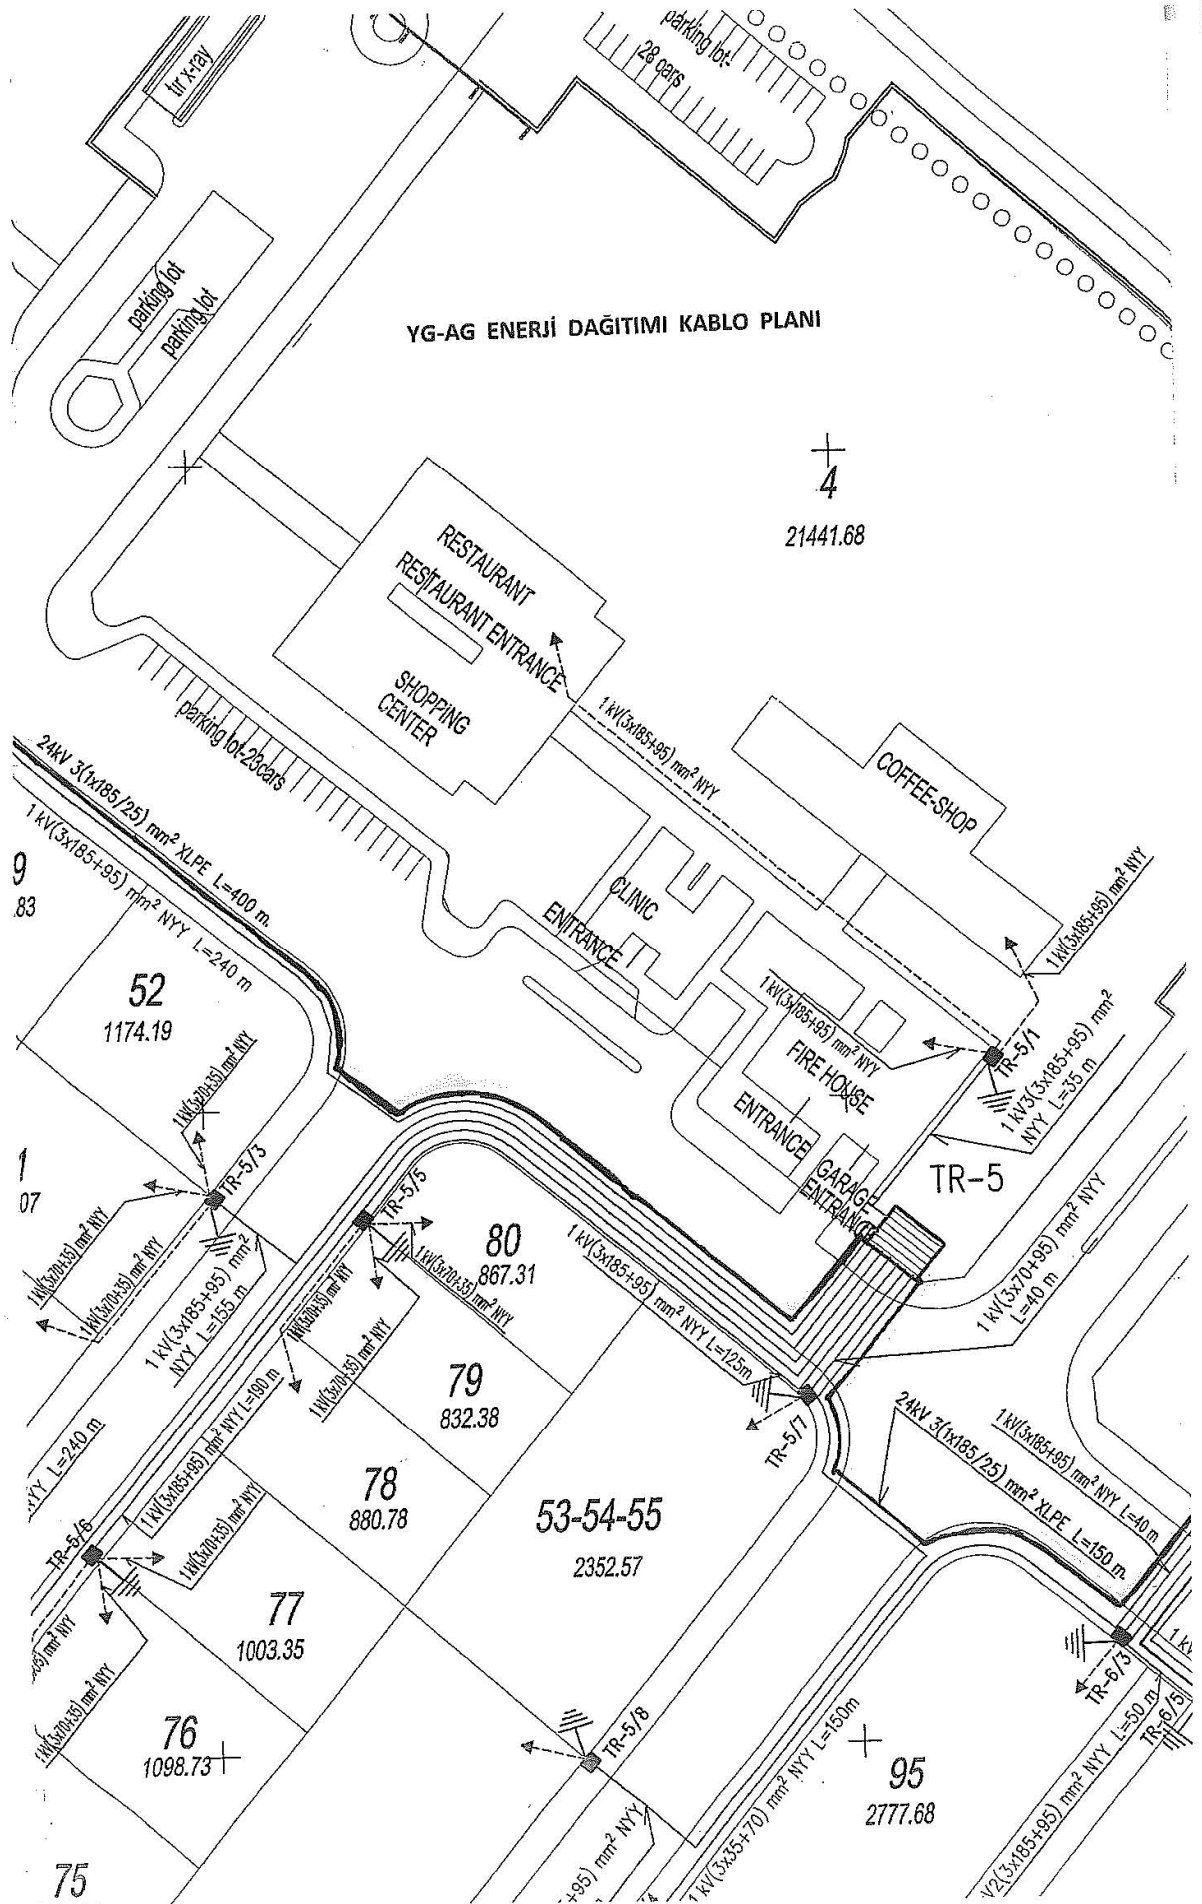 tır x-ray
parking lot-
28 cars
parking lot
parking lot
YG-AG ENERJİ DAĞITIMI KABLO PLANI
4
21441.68
RESTAURANT
RESTAURANT ENTRANCE
SHOPPING
CENTER
parking lot-23cars
1 kV(3x185+95) mm² NYY
COFFEE-SHOP
24kV 3(1x185/25) mm² XLPE L=400 m.
1 kV(3x185+95) mm² NYY L=240 m
9
.83
CLINIC
ENTRANCE
1 kV(3x185+95) mm² NYY
52
1174.19
1 kV(3x185+95) mm² NYY
FIRE HOUSE
ENTRANCE
GARAGE
ENTRANCE
TR-5/1
1 kV3(3x185+95) mm²
NYY L=35 m
TR-5
1 kV(3x70+35) mm² NYY
TR-5/3
1
07
1 kV(3x70+35) mm² NYY
1 kV(3x70+35) mm² NYY
1 kV(3x185+95) mm²
NYY L=155 m
TR-5/5
1 kV(3x70+35) mm² NYY
80
867.31
1 kV(3x70+35) mm² NYY
1 kV(3x70+35) mm² NYY
1 kV(3x185+95) mm² NYY L=125m
1 kV(3x70+95) mm² NYY
L=40 m
79
832.38
TR-5/7
24kV 3(1x185/25) mm² XLPE L=150 m.
1 kV(3x185+95) mm² NYY L=40 m
NYY L=240 m
1 kV(3x185+95) mm² NYY L=190 m
78
880.78
53-54-55
2352.57
TR-5/6
1 kV(3x70+35) mm² NYY
77
1003.35
mm² NYY
1 kV(3x70+35) mm² NYY
76
1098.73
TR-5/8
TR-6/3
TR-6/5
1 kV
95
2777.68
75
+95) mm² NYY
1 kV(3x35+70) mm² NYY L=150m
V2(3x185+95) mm² NYY L=50 m